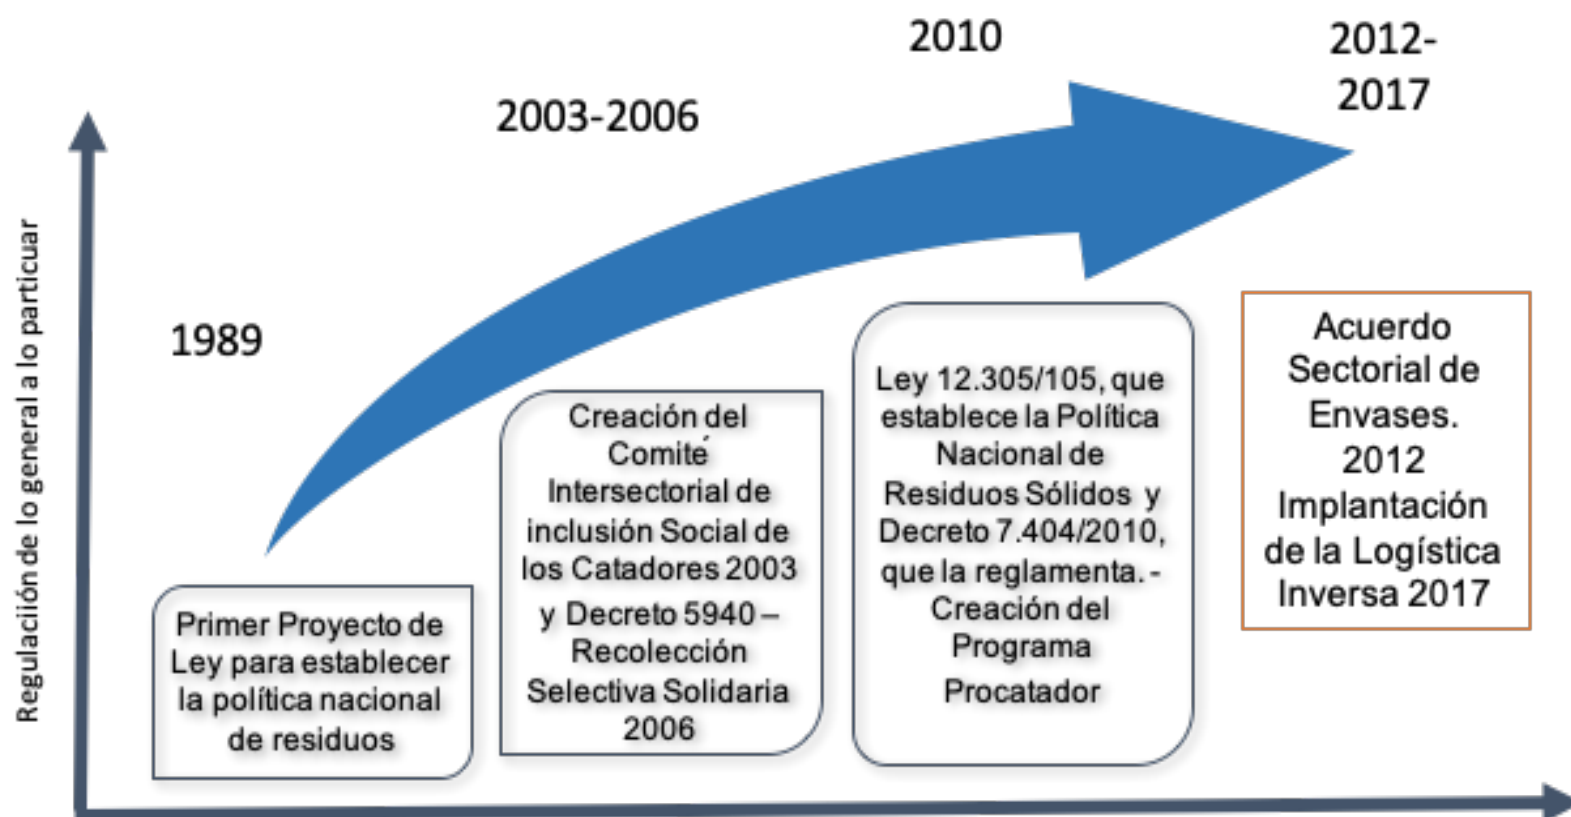 2010
2012-
2017
2003-2006
1989
Regulaciión de lo general a lo particuar
Primer Proyecto de
Ley para establecer
la política nacional
de residuos
Creación del
Comité
Intersectorial de
inclusión Social de
los Catadores 2003
y Decreto 5940 –
Recolección
Selectiva Solidaria
2006
Ley 12.305/105, que
establece la Política
Nacional de
Residuos Sólidos y
Decreto 7.404/2010,
que la reglamenta. -
Creación del
Programa
Procatador
Acuerdo
Sectorial de
Envases.
2012
Implantación
de la Logística
Inversa 2017